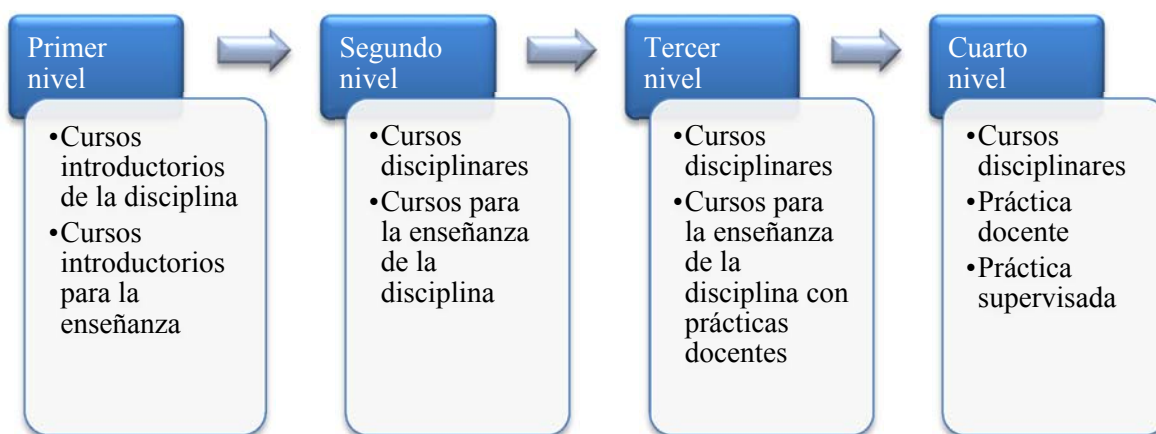 Primer
nivel
•Cursos
introductorios
de la disciplina
•Cursos
introductorios
para la
enseñanza
Segundo
nivel
•Cursos
disciplinares
•Cursos para
la enseñanza
de la
disciplina
Tercer
nivel
•Cursos
disciplinares
•Cursos para
la enseñanza
de la
disciplina con
prácticas
docentes
Cuarto
nivel
•Cursos
disciplinares
•Práctica
docente
•Práctica
supervisada